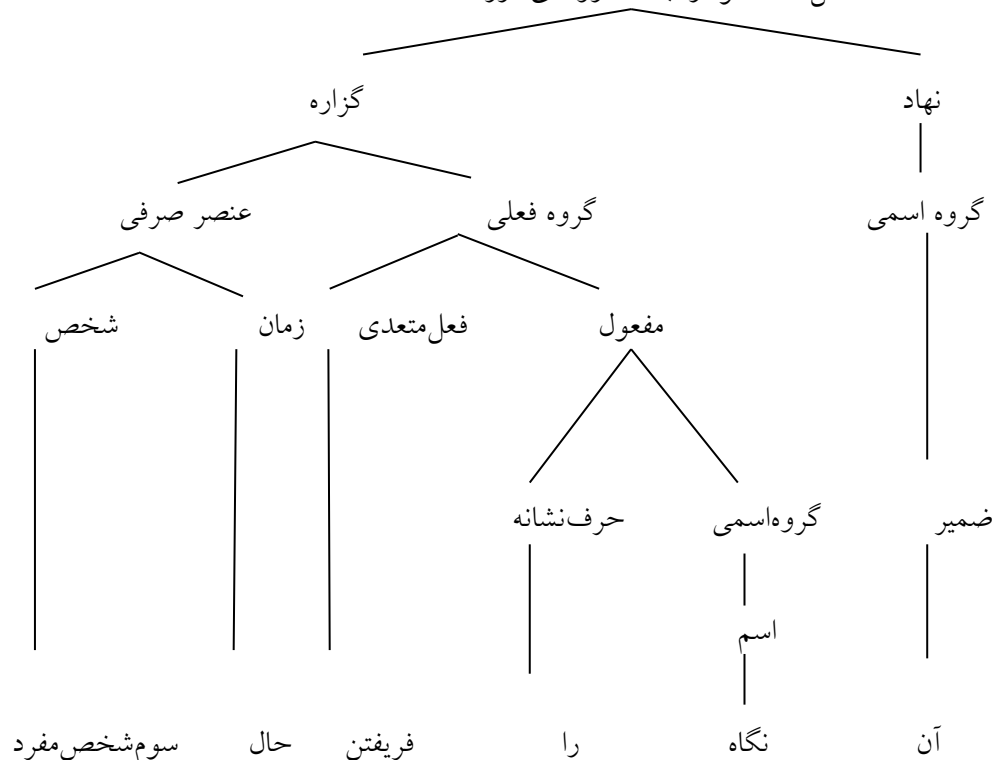 نهاد گزاره
گروه اسمی گروه فعلی عنصر صرفی
مفعول فعل‌متعدی زمان شخص
ضمیر گروه‌اسمی حرف‌نشانه
اسم
آن نگاه را فریفتن حال سوم‌شخص‌مفرد